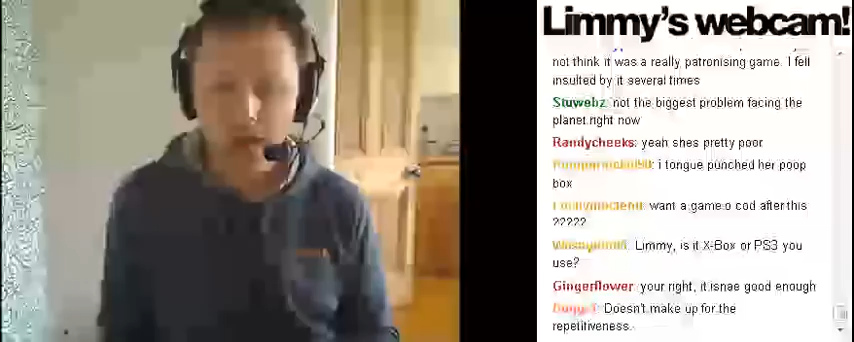 Limmy's webcam!
not think it was a really patronising game. I felt
insulted by it several times
Stuwebz: not the biggest problem facing the
planet right now
Randycheeks: yeah shes pretty poor
i tongue punched her poop
box
want a game o cod after this
?????
Limmy, is it X-Box or PS3 you
use?
Gingerflower: your right, it isnae good enough
Doesn't make up for the
repetitiveness.